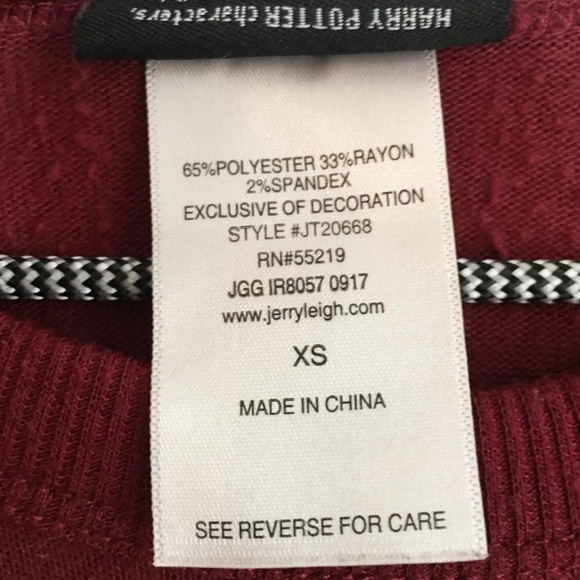 HARRY POTTER characters,
65%POLYESTER 33%RAYON
2%SPANDEX
EXCLUSIVE OF DECORATION
STYLE #JT20668
RN#55219
JGG IR8057 0917
www.jerryleigh.com
XS
MADE IN CHINA
SEE REVERSE FOR CARE